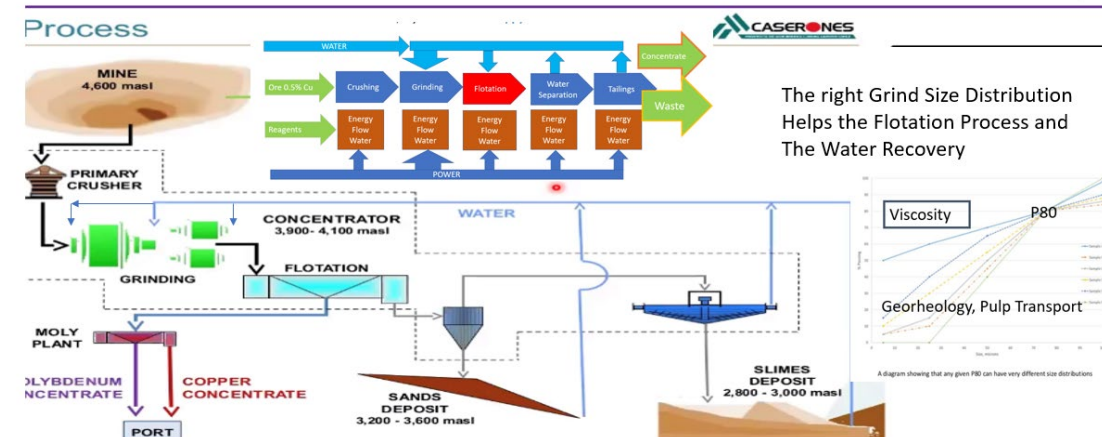 Process
CASERONES
WATER
Concentrate
Ore 0.5% Cu
Crushing
Grinding
Flotation
Water
Separation
Tailings
Waste
Reagents
Energy
Flow
Water
Energy
Flow
Water
Energy
Flow
Water
Energy
Flow
Water
Energy
Flow
Water
POWER
MINE
4,600 masl
PRIMARY
CRUSHER
The right Grind Size Distribution
Helps the Flotation Process and
The Water Recovery
WATER
CONCENTRATOR
3,900- 4,100 masl
GRINDING
FLOTATION
MOLY
PLANT
OLYBDENUM
NCENTRATE
COPPER
CONCENTRATE
PORT
SANDS
DEPOSIT
3,200 - 3,600 masl
SLIMES
DEPOSIT
2,800 - 3,000 masl
Viscosity
P80
Georheology, Pulp Transport
Size, microns
A diagram showing that any given P80 can have very different size distributions